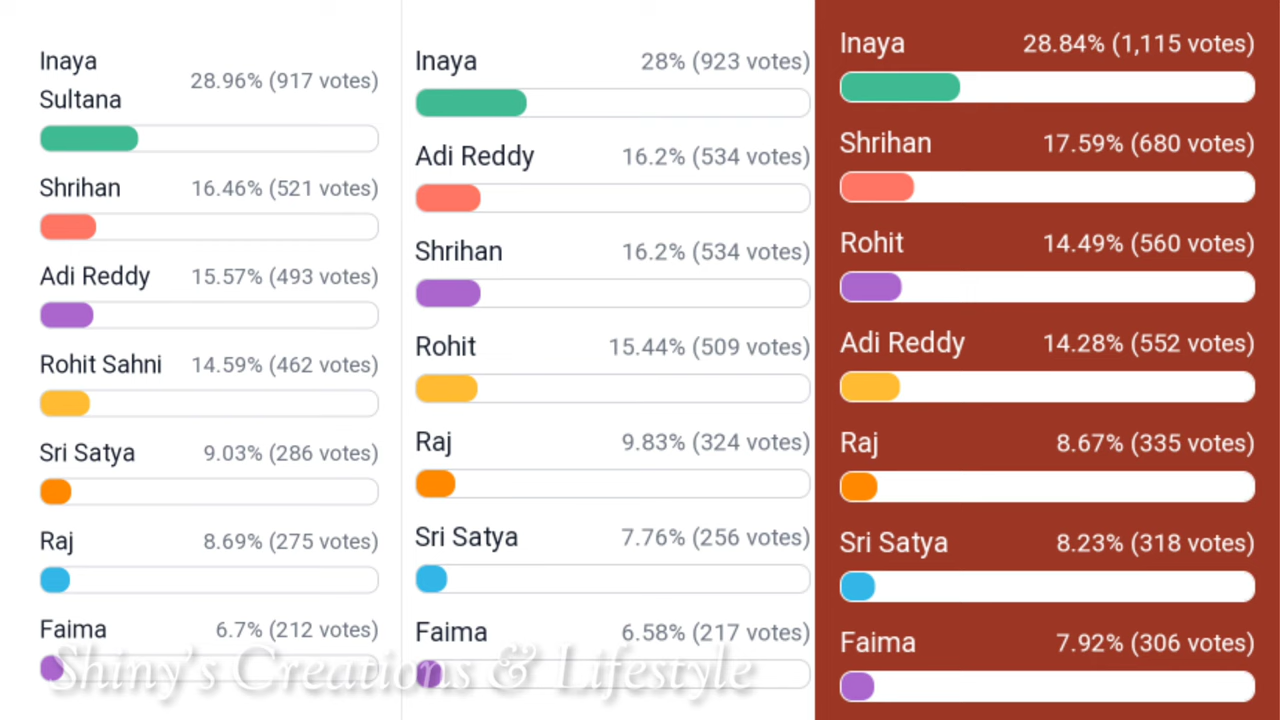 Inaya
Sultana
28.96% (917 votes)
Shrihan 16.46% (521 votes)
Adi Reddy 15.57% (493 votes)
Rohit Sahni 14.59% (462 votes)
Sri Satya 9.03% (286 votes)
Raj 8.69% (275 votes)
Faima 6.7% (212 votes)
Inaya 28% (923 votes)
Adi Reddy 16.2% (534 votes)
Shrihan 16.2% (534 votes)
Rohit 15.44% (509 votes)
Raj 9.83% (324 votes)
Sri Satya 7.76% (256 votes)
Faima 6.58% (217 votes)
Inaya 28.84% (1,115 votes)
Shrihan 17.59% (680 votes)
Rohit 14.49% (560 votes)
Adi Reddy 14.28% (552 votes)
Raj 8.67% (335 votes)
Sri Satya 8.23% (318 votes)
Faima 7.92% (306 votes)
Shiny's Creations & Lifestyle